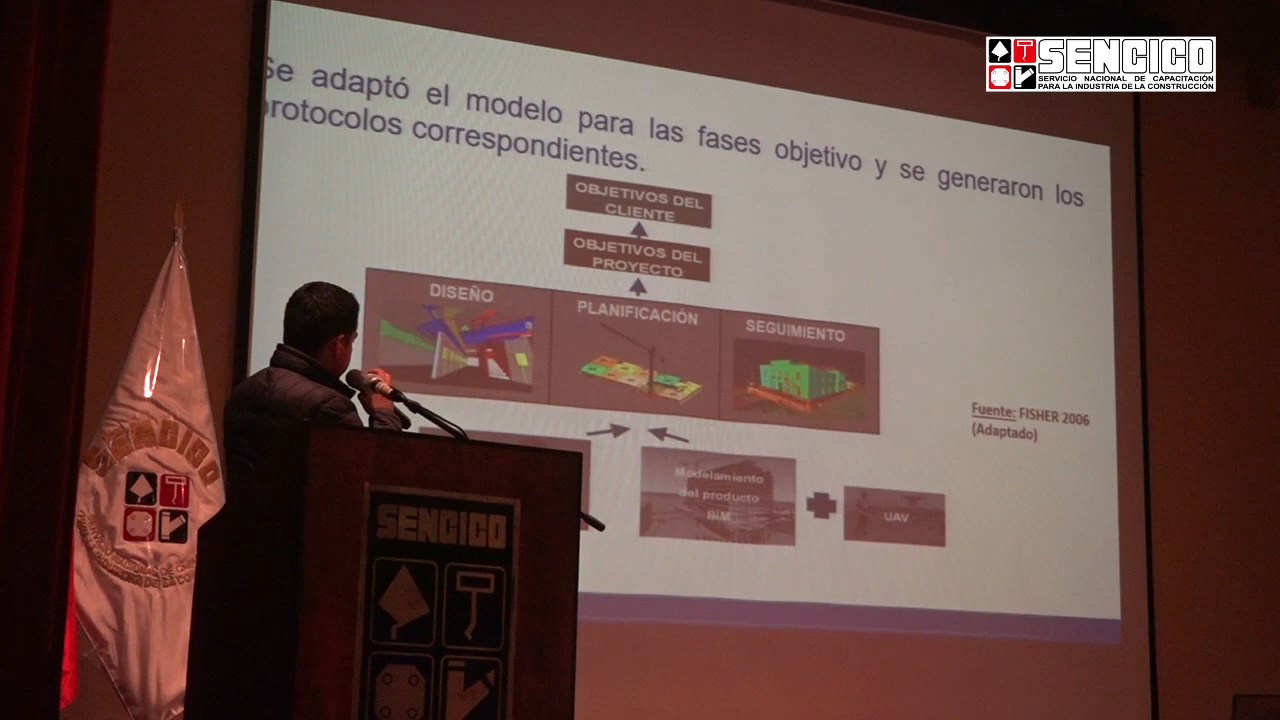 SENCICO
SERVICIO NACIONAL DE CAPACITACIÓN
PARA LA INDUSTRIA DE LA CONSTRUCCIÓN
Se adaptó el modelo para las fases objetivo y se generaron los
protocolos correspondientes.
OBJETIVOS DEL
CLIENTE
OBJETIVOS DEL
PROYECTO
DISEÑO
PLANIFICACIÓN
SEGUIMIENTO
Fuente: FISHER 2006
(Adaptado)
Modelamiento
del producto
BIM
UAV
SENCICO
SENCICO